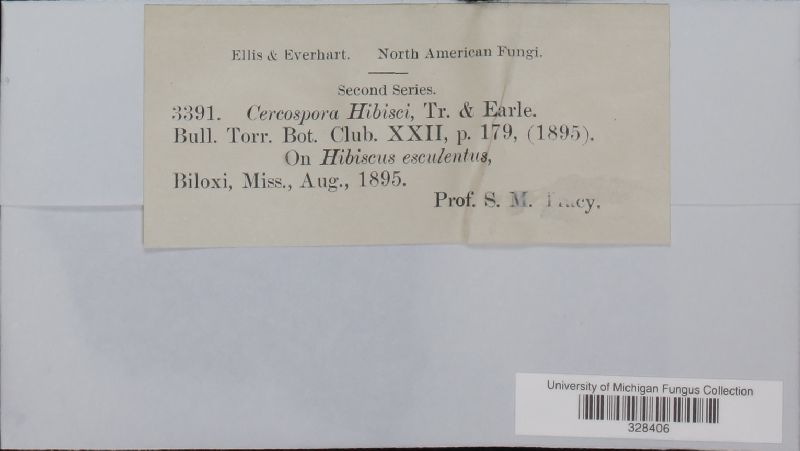 Ellis & Everhart. North American Fungi.
Second Series.
3391. Cercospora Hibisci, Tr. & Earle.
Bull. Torr. Bot. Club. XXII, p. 179, (1895).
On Hibiscus esculentus,
Biloxi, Miss., Aug., 1895.
Prof. S. M. Tracy.
University of Michigan Fungus Collection
328406